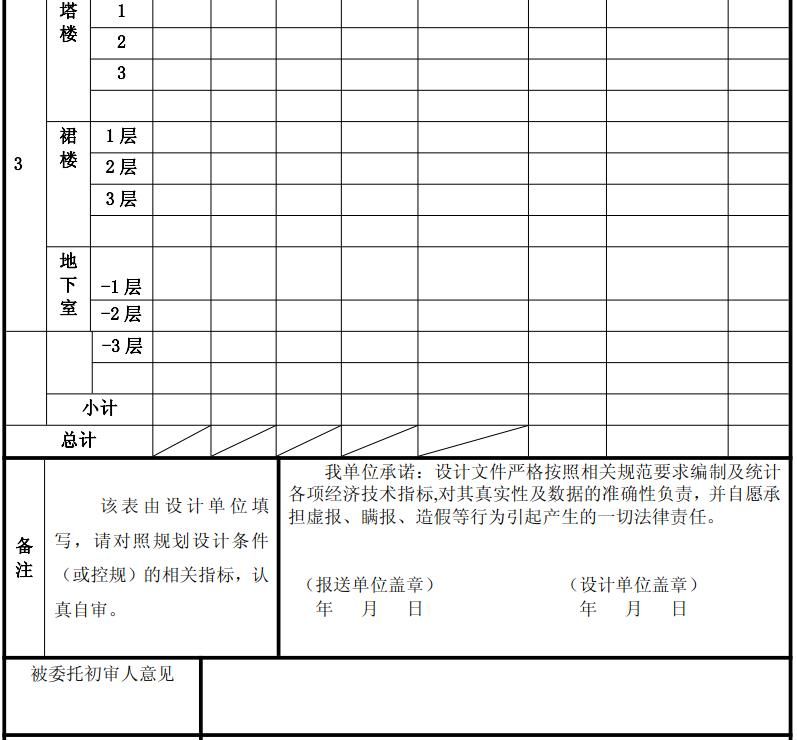 塔楼
1
2
3
3
裙楼
1层
2层
3层
地下室
-1层
-2层
-3层
小计
总计
备注
该表由设计单位填
写，请对照规划设计条件
（或控规）的相关指标，认
真自审。
我单位承诺：设计文件严格按照相关规范要求编制及统计
各项经济技术指标,对其真实性及数据的准确性负责，并自愿承
担虚报、瞒报、造假等行为引起产生的一切法律责任。
（报送单位盖章） （设计单位盖章）
年 月 日 年 月 日
被委托初审人意见